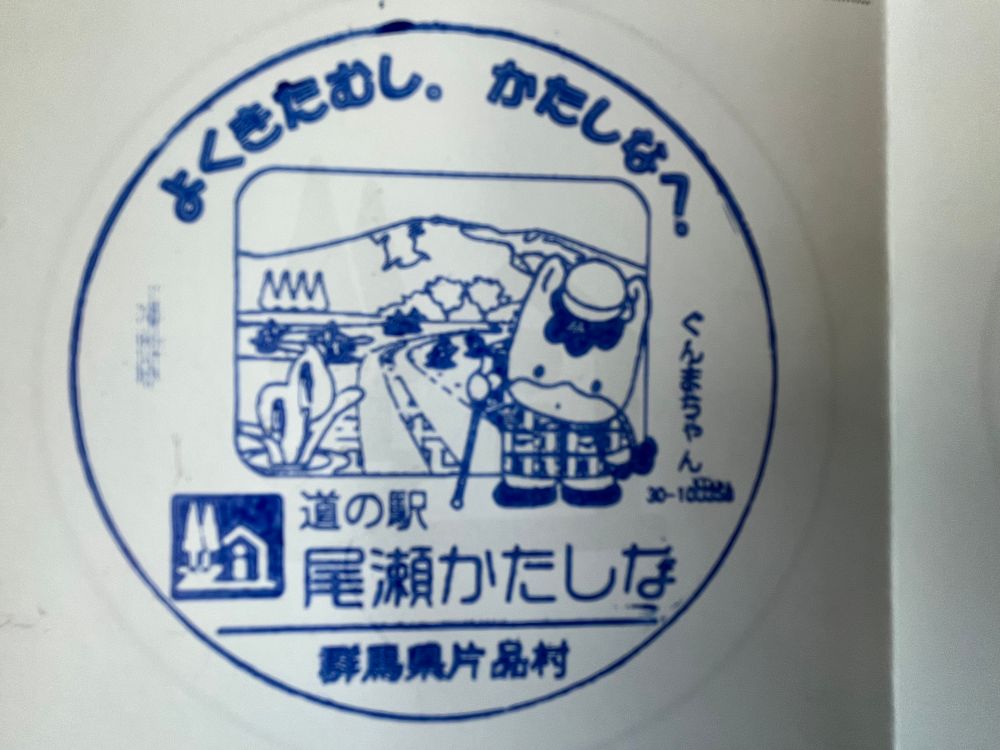 よくきたむし。 かたしなへ。
ぐんまちゃん
道の駅
尾瀬かたしな
群馬県片品村